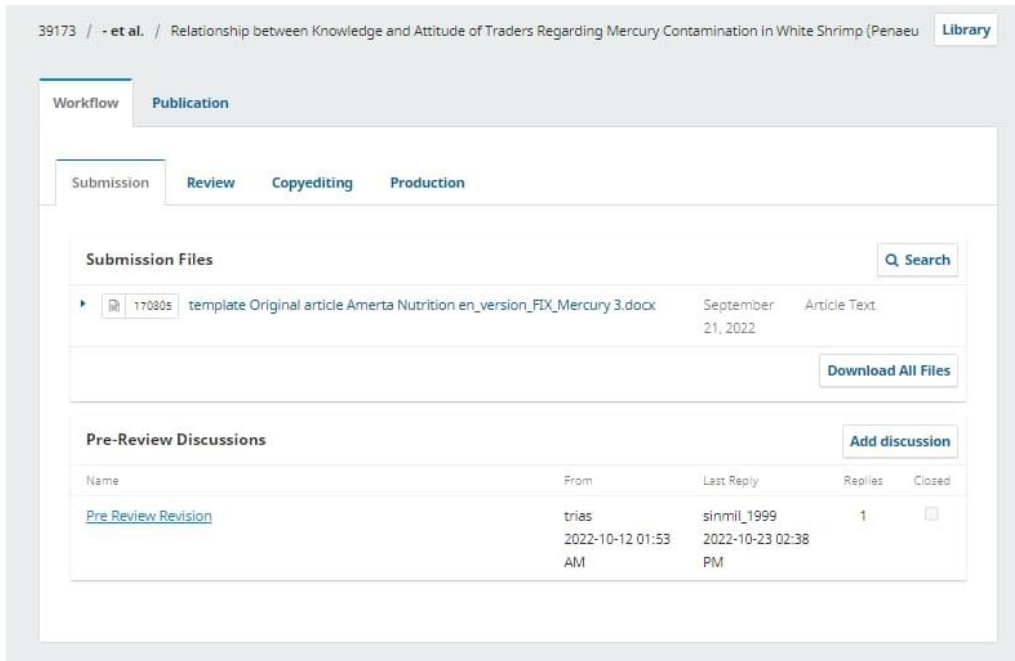 39173 / - et al. / Relationship between Knowledge and Attitude of Traders Regarding Mercury Contamination in White Shrimp (Penaeu
Library
Workflow
Publication
Submission
Review
Copyediting
Production
Submission Files
Search
170805 template Original article Amerta Nutrition en_version_FIX_Mercury 3.docx
September
21, 2022
Article Text
Download All Files
Pre-Review Discussions
Add discussion
Name From Last Reply Replies Closed
Pre Review Revision
trias
2022-10-12 01:53
AM
sinmil_1999
2022-10-23 02:38
PM
1